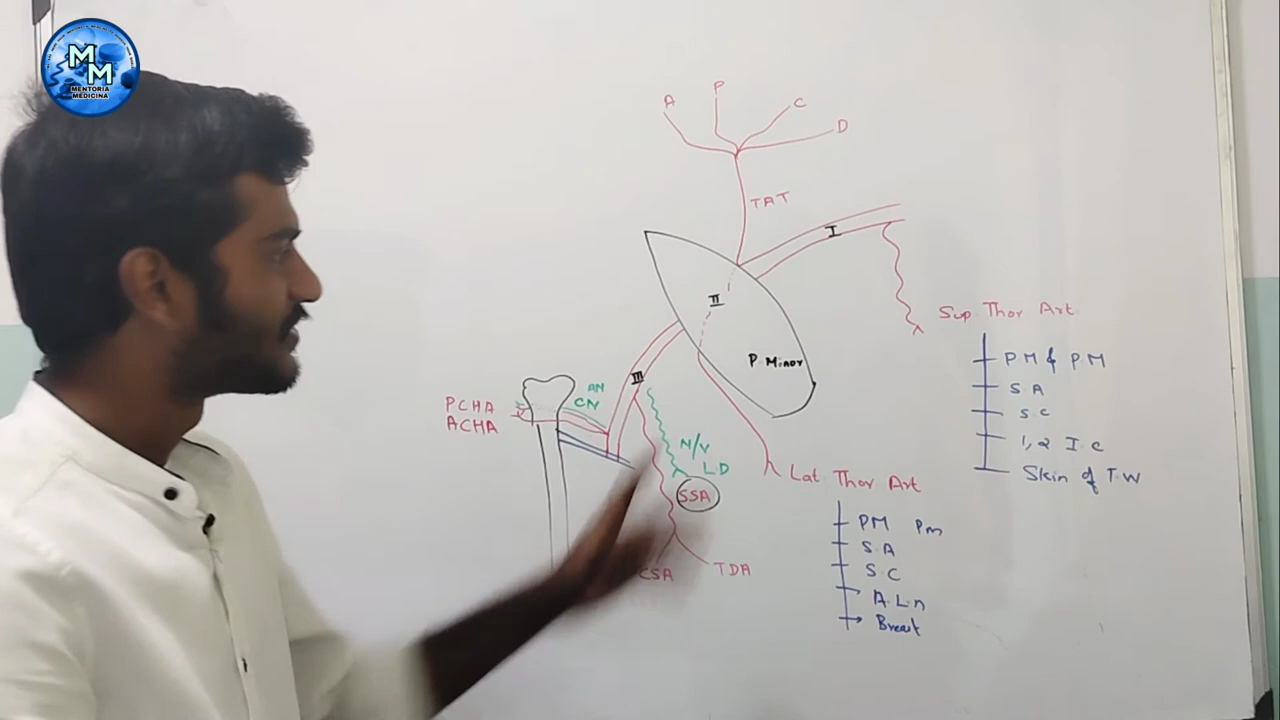 M
M
MENTORIA
MEDICINA
A
P
C
D
TAT
I
II
P Minor
Sup Thor Art
PM & PM
S A
S C
1, 2 I C
Skin of T.W
III
AN
CN
PCHA
ACHA
N/V
LD
SSA
CSA
TDA
Lat Thor Art
PM Pm
S A
S C
A.L.n
Breast